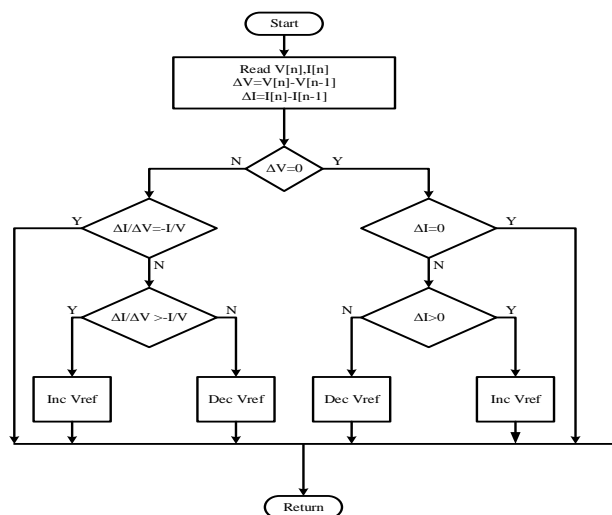 Start
Read V[n],I[n]
ΔV=V[n]-V[n-1]
ΔI=I[n]-I[n-1]
N
ΔV=0
Y
Y
ΔI/ΔV=-I/V
ΔI=0
Y
N
N
Y
ΔI/ΔV >-I/V
N
N
ΔI>0
Y
Inc Vref
Dec Vref
Dec Vref
Inc Vref
Return